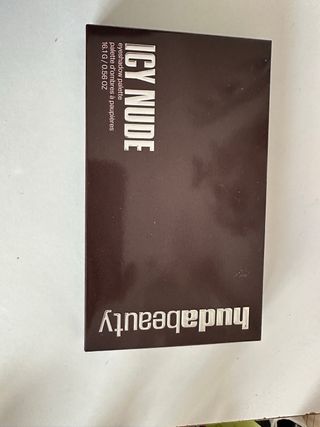 ICY NUDE
eyeshadow palette
palette d'ombres à paupières
16.1 G / 0.56 OZ
hudabeauty